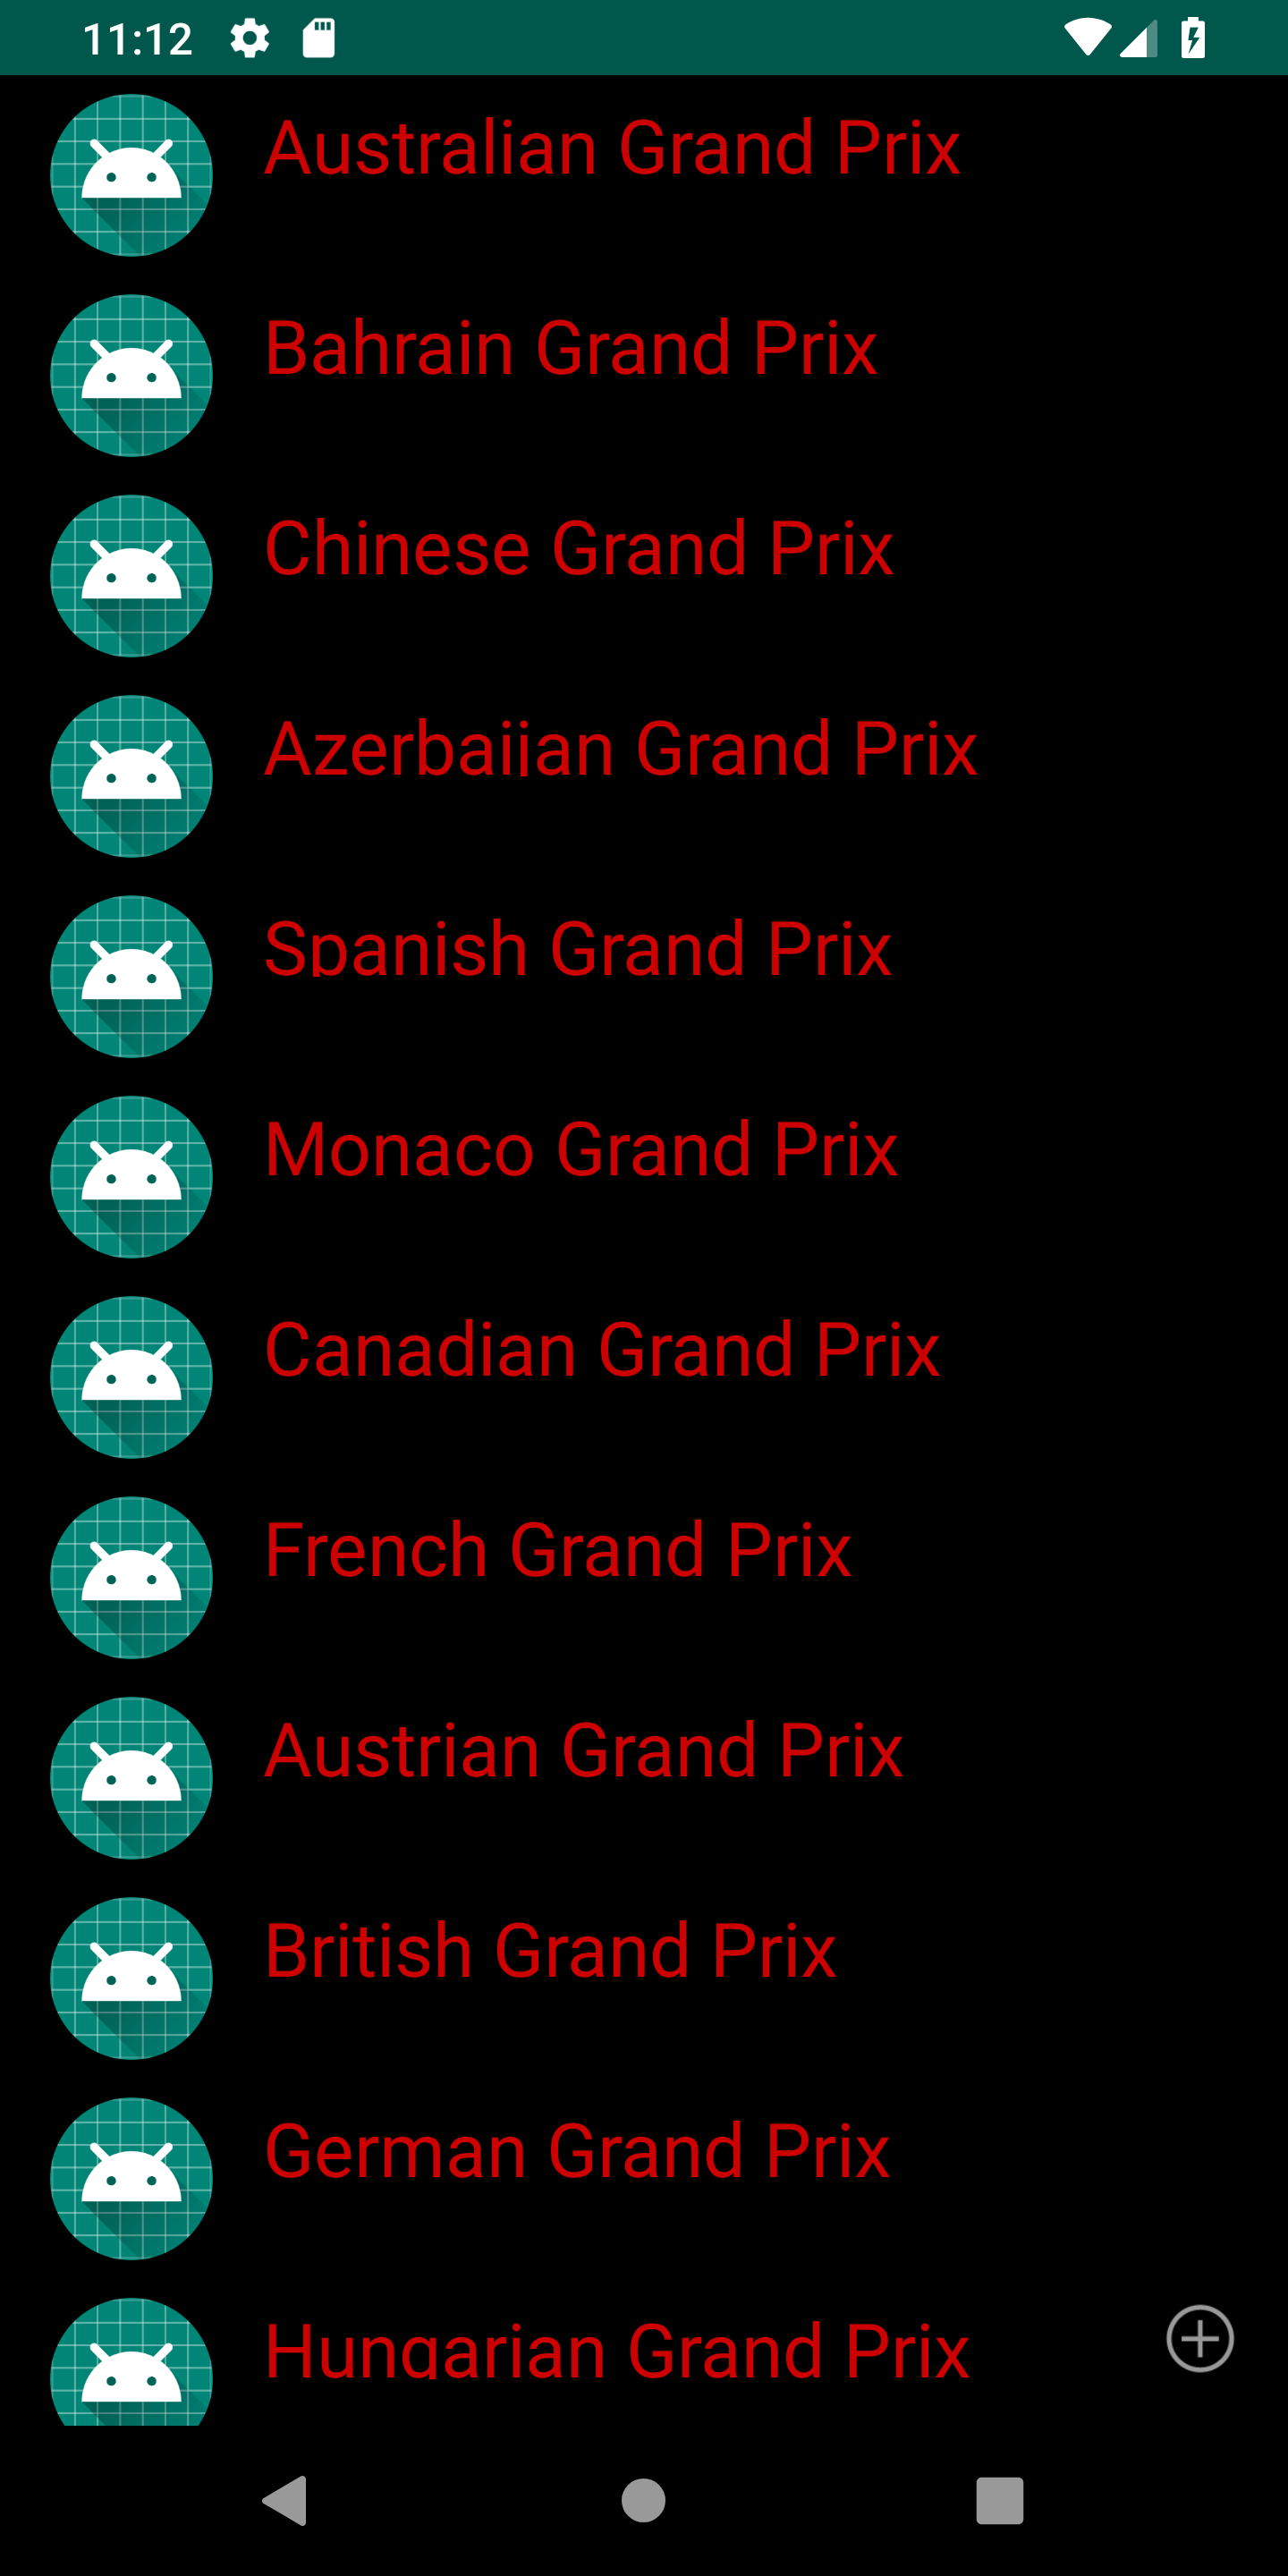 11:12
Australian Grand Prix
Bahrain Grand Prix
Chinese Grand Prix
Azerbaijan Grand Prix
Spanish Grand Prix
Monaco Grand Prix
Canadian Grand Prix
French Grand Prix
Austrian Grand Prix
British Grand Prix
German Grand Prix
Hungarian Grand Prix